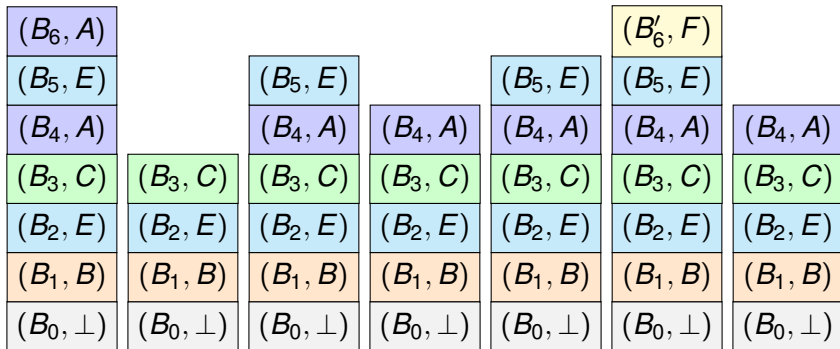 (B₆, A) (B′₆, F)
(B₅, E) (B₅, E) (B₅, E) (B₅, E)
(B₄, A) (B₄, A) (B₄, A) (B₄, A) (B₄, A) (B₄, A)
(B₃, C) (B₃, C) (B₃, C) (B₃, C) (B₃, C) (B₃, C) (B₃, C)
(B₂, E) (B₂, E) (B₂, E) (B₂, E) (B₂, E) (B₂, E) (B₂, E)
(B₁, B) (B₁, B) (B₁, B) (B₁, B) (B₁, B) (B₁, B) (B₁, B)
(B₀, ⊥) (B₀, ⊥) (B₀, ⊥) (B₀, ⊥) (B₀, ⊥) (B₀, ⊥) (B₀, ⊥)